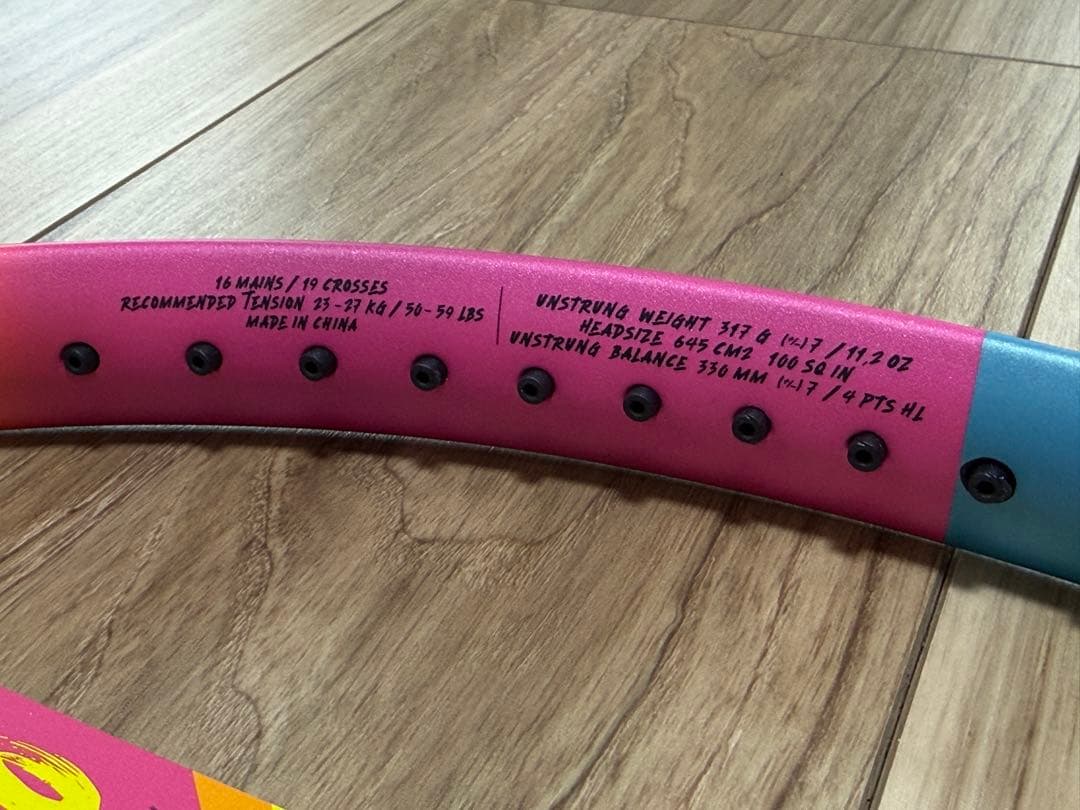 16 MAINS / 19 CROSSES
RECOMMENDED TENSION 23-27 KG / 50-59 LBS
MADE IN CHINA
UNSTRUNG WEIGHT 317 G (+/-) 7 / 11,2 OZ
HEADSIZE 645 CM2 100 SQ IN
UNSTRUNG BALANCE 330 MM (+/-) 7 / 4 PTS HL